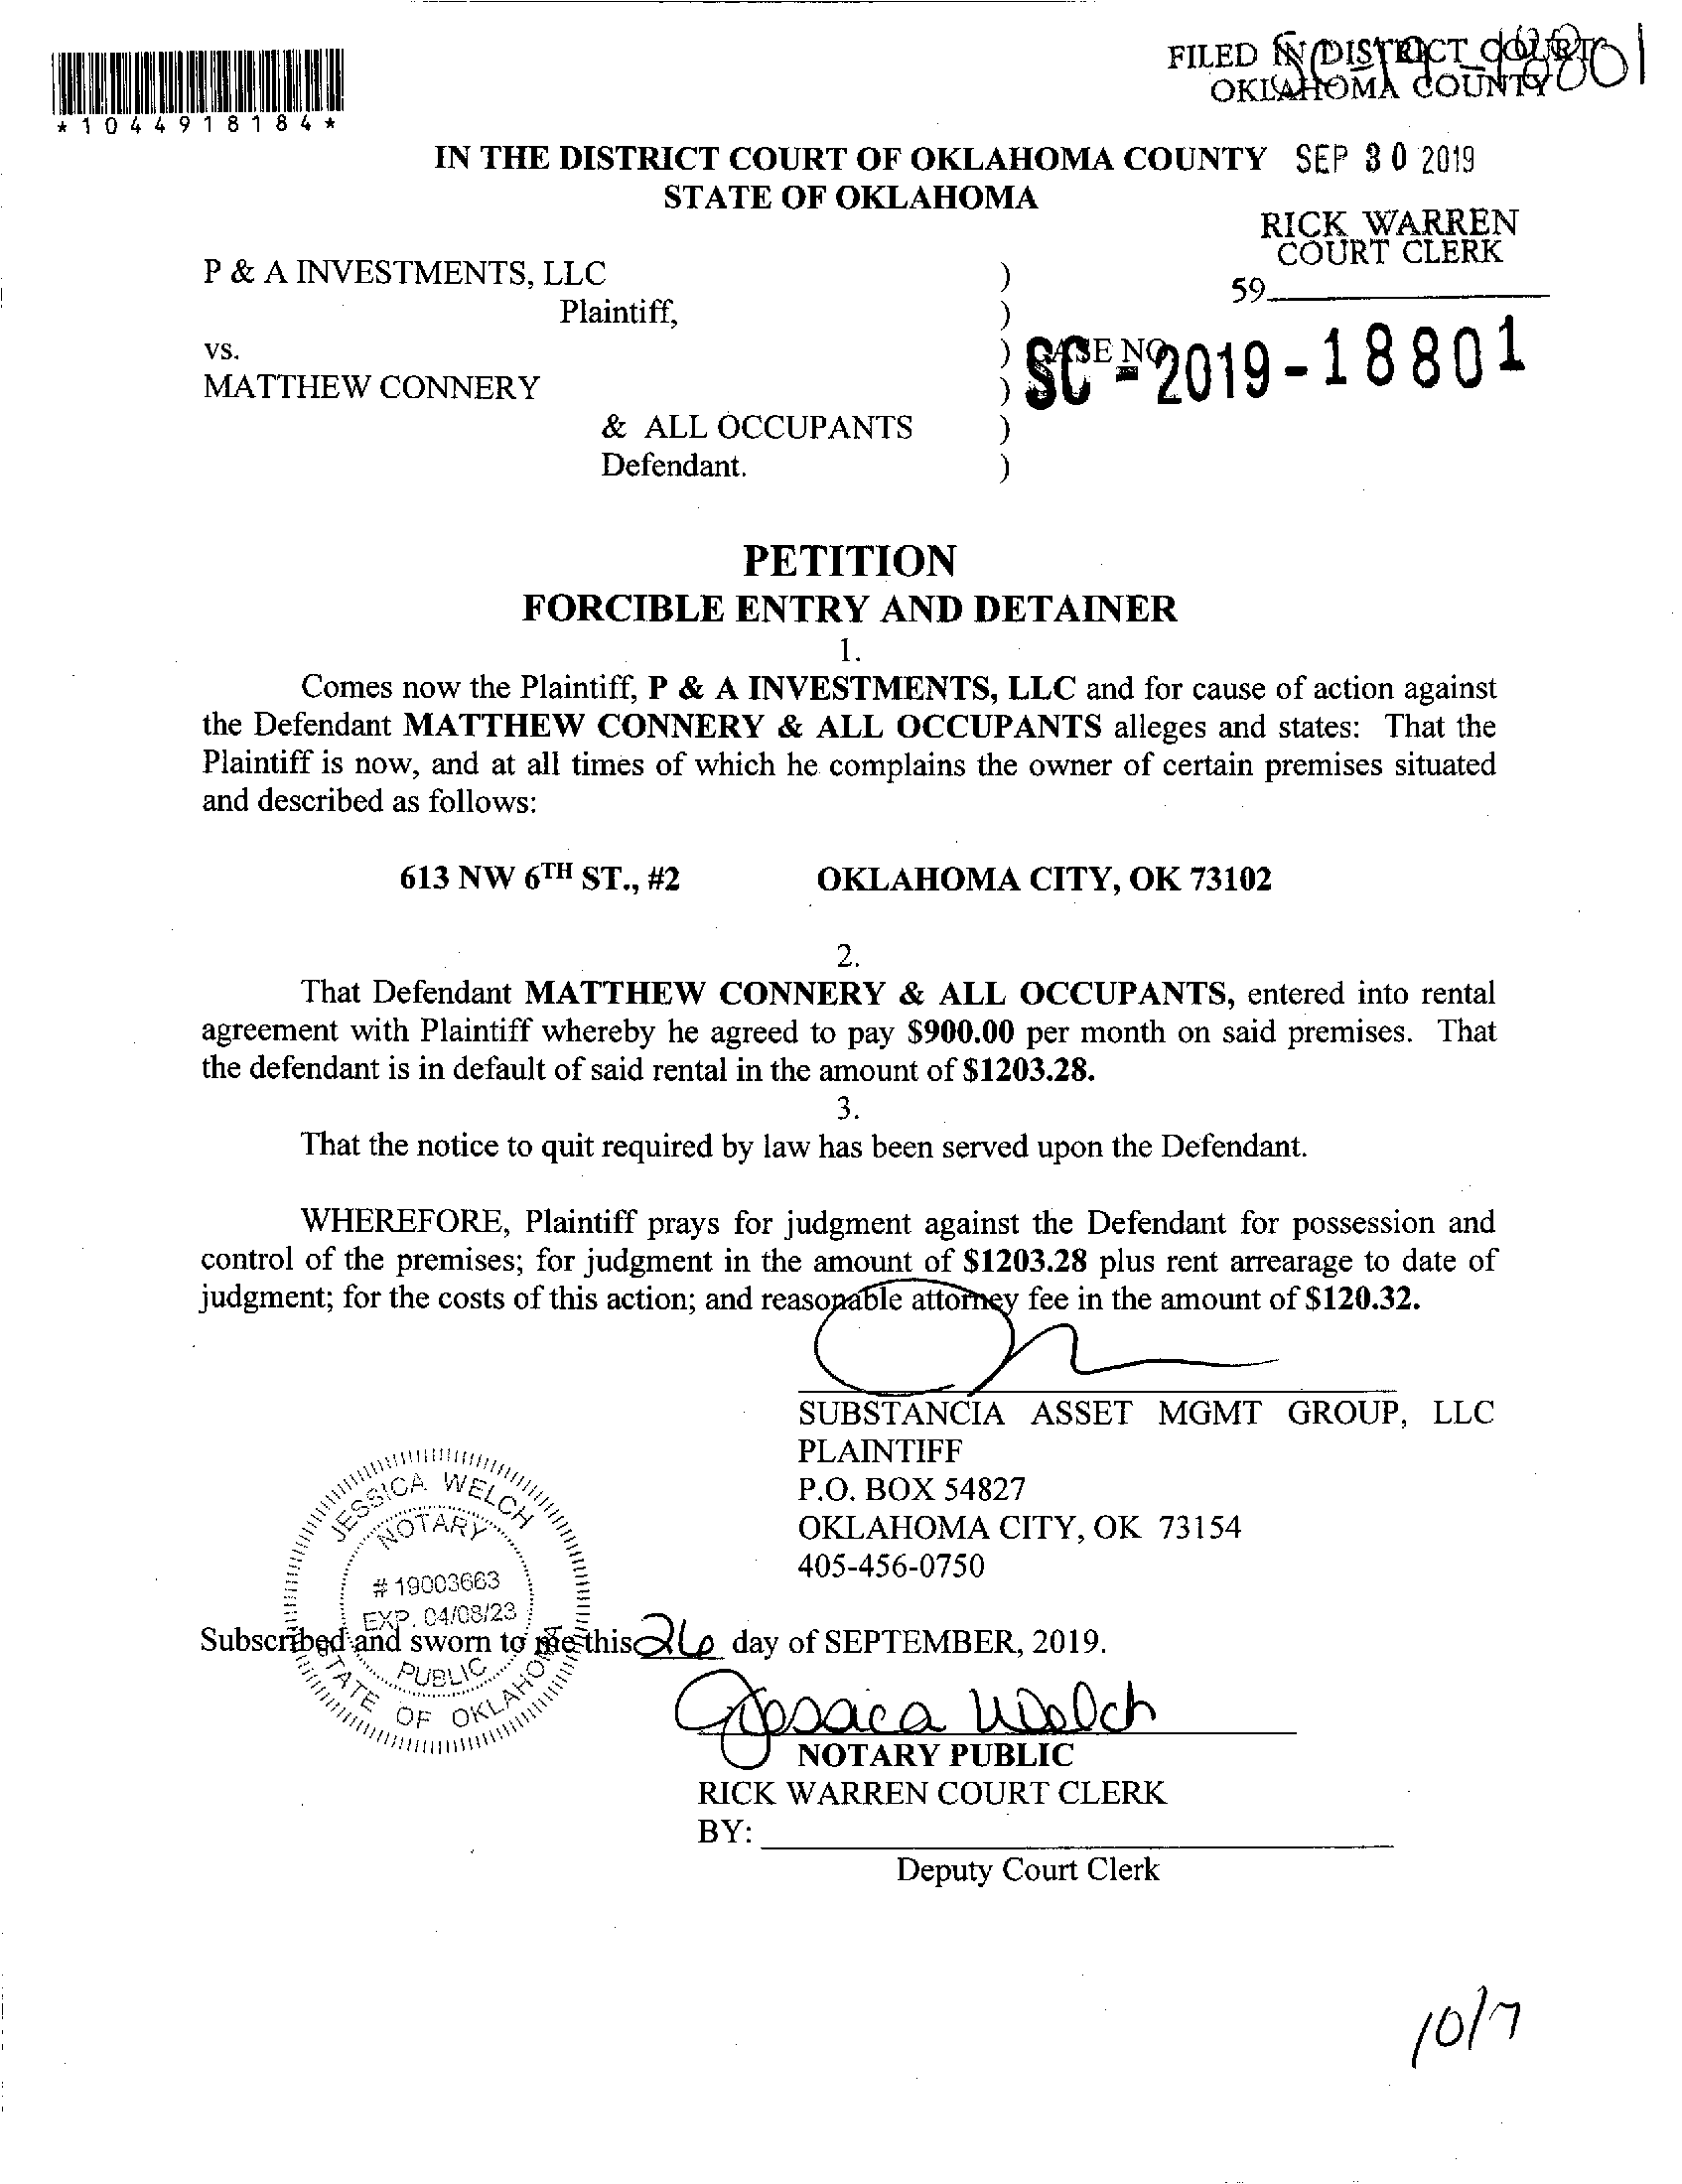 SC19-18801
FILED IN DISTRICT COURT
OKLAHOMA COUNTY
*1044918184*
IN THE DISTRICT COURT OF OKLAHOMA COUNTY SEP 30 2019
STATE OF OKLAHOMA
RICK WARREN
COURT CLERK
59
P & A INVESTMENTS, LLC )
Plaintiff, )
vs. ) CASE NO.
SC-2019-18801
MATTHEW CONNERY )
& ALL OCCUPANTS )
Defendant. )
PETITION
FORCIBLE ENTRY AND DETAINER
1.
Comes now the Plaintiff, P & A INVESTMENTS, LLC and for cause of action against
the Defendant MATTHEW CONNERY & ALL OCCUPANTS alleges and states: That the
Plaintiff is now, and at all times of which he complains the owner of certain premises situated
and described as follows:
613 NW 6TH ST., #2 OKLAHOMA CITY, OK 73102
2.
That Defendant MATTHEW CONNERY & ALL OCCUPANTS, entered into rental
agreement with Plaintiff whereby he agreed to pay $900.00 per month on said premises. That
the defendant is in default of said rental in the amount of $1203.28.
3.
That the notice to quit required by law has been served upon the Defendant.
WHEREFORE, Plaintiff prays for judgment against the Defendant for possession and
control of the premises; for judgment in the amount of $1203.28 plus rent arrearage to date of
judgment; for the costs of this action; and reasonable attorney fee in the amount of $120.32.
SUBSTANCIA ASSET MGMT GROUP, LLC
PLAINTIFF
P.O. BOX 54827
OKLAHOMA CITY, OK 73154
405-456-0750
JESSICA WELCH
NOTARY
# 19003663
EXP. 04/08/23
PUBLIC
STATE OF OKLAHOMA
Subscribed and sworn to me this 26 day of SEPTEMBER, 2019.
Jessica Welch
NOTARY PUBLIC
RICK WARREN COURT CLERK
BY:
Deputy Court Clerk
10/7